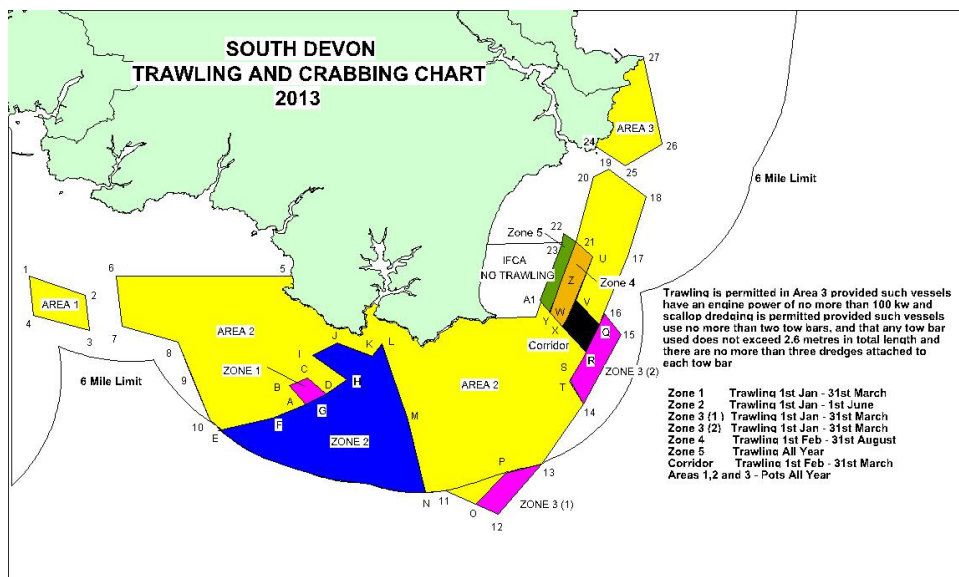 SOUTH DEVON
TRAWLING AND CRABBING CHART
2013
27
AREA 3
24
26
19
25
20
18
6 Mile Limit
22
Zone 5
23
21
U
17
IFCA
NO TRAWLING
Z
Zone 4
1
6
5
2
A1
V
AREA 1
4
Y
W
X
16
3
7
8
AREA 2
J
K
L
Corridor
Q
15
I
R
ZONE 1
C
H
AREA 2
S
ZONE 3 (2)
6 Mile Limit
9
B
D
T
A
G
14
10
E
F
M
ZONE 2
P
13
N
11
O
12
ZONE 3 (1)
Trawling is permitted in Area 3 provided such vessels
have an engine power of no more than 100 kw and
scallop dredging is permitted provided such vessels
use no more than two tow bars, and that any tow bar
used does not exceed 2.6 metres in total length and
there are no more than three dredges attached to
each tow bar
Zone 1 Trawling 1st Jan - 31st March
Zone 2 Trawling 1st Jan - 1st June
Zone 3 (1) Trawling 1st Jan - 31st March
Zone 3 (2) Trawling 1st Jan - 31st March
Zone 4 Trawling 1st Feb - 31st August
Zone 5 Trawling All Year
Corridor Trawling 1st Feb - 31st March
Areas 1,2 and 3 - Pots All Year